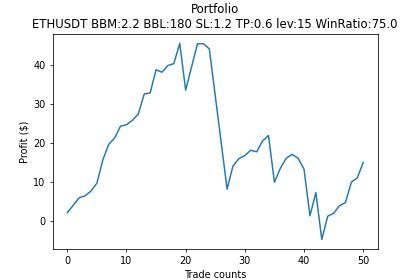 Portfolio
ETHUSDT BBM:2.2 BBL:180 SL:1.2 TP:0.6 lev:15 WinRatio:75.0
Profit ($)
40
30
20
10
0
0
10
20
30
40
50
Trade counts